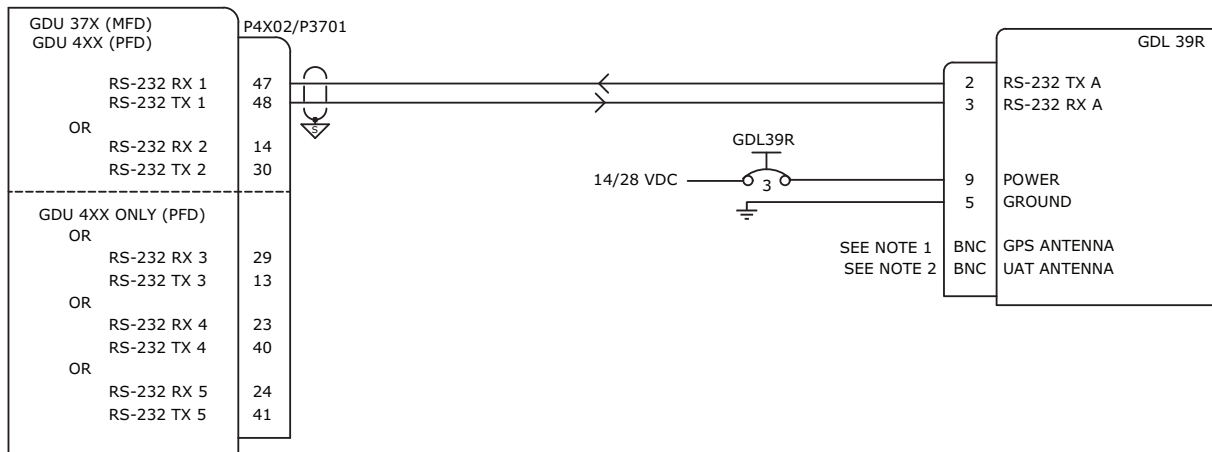 GDU 37X (MFD)
GDU 4XX (PFD)
P4X02/P3701
RS-232 RX 1 47
RS-232 TX 1 48
OR
RS-232 RX 2 14
RS-232 TX 2 30
GDU 4XX ONLY (PFD)
OR
RS-232 RX 3 29
RS-232 TX 3 13
OR
RS-232 RX 4 23
RS-232 TX 4 40
OR
RS-232 RX 5 24
RS-232 TX 5 41
S
GDL39R
14/28 VDC
3
GDL 39R
2 RS-232 TX A
3 RS-232 RX A
9 POWER
5 GROUND
SEE NOTE 1 BNC GPS ANTENNA
SEE NOTE 2 BNC UAT ANTENNA